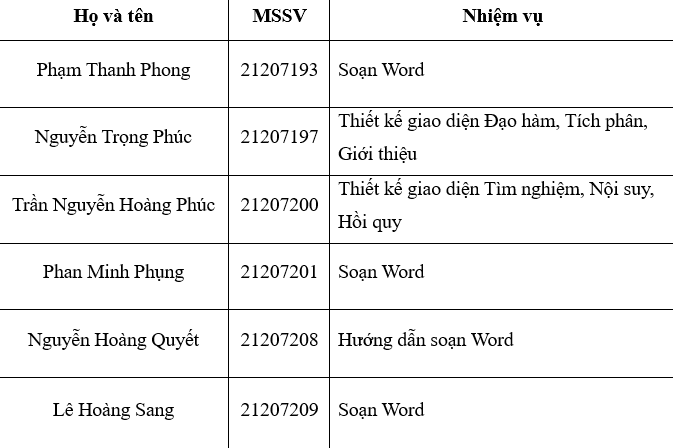 Họ và tên MSSV Nhiệm vụ
Phạm Thanh Phong 21207193 Soạn Word
Nguyễn Trọng Phúc 21207197 Thiết kế giao diện Đạo hàm, Tích phân,
Giới thiệu
Trần Nguyễn Hoàng Phúc 21207200 Thiết kế giao diện Tìm nghiệm, Nội suy,
Hồi quy
Phan Minh Phụng 21207201 Soạn Word
Nguyễn Hoàng Quyết 21207208 Hướng dẫn soạn Word
Lê Hoàng Sang 21207209 Soạn Word